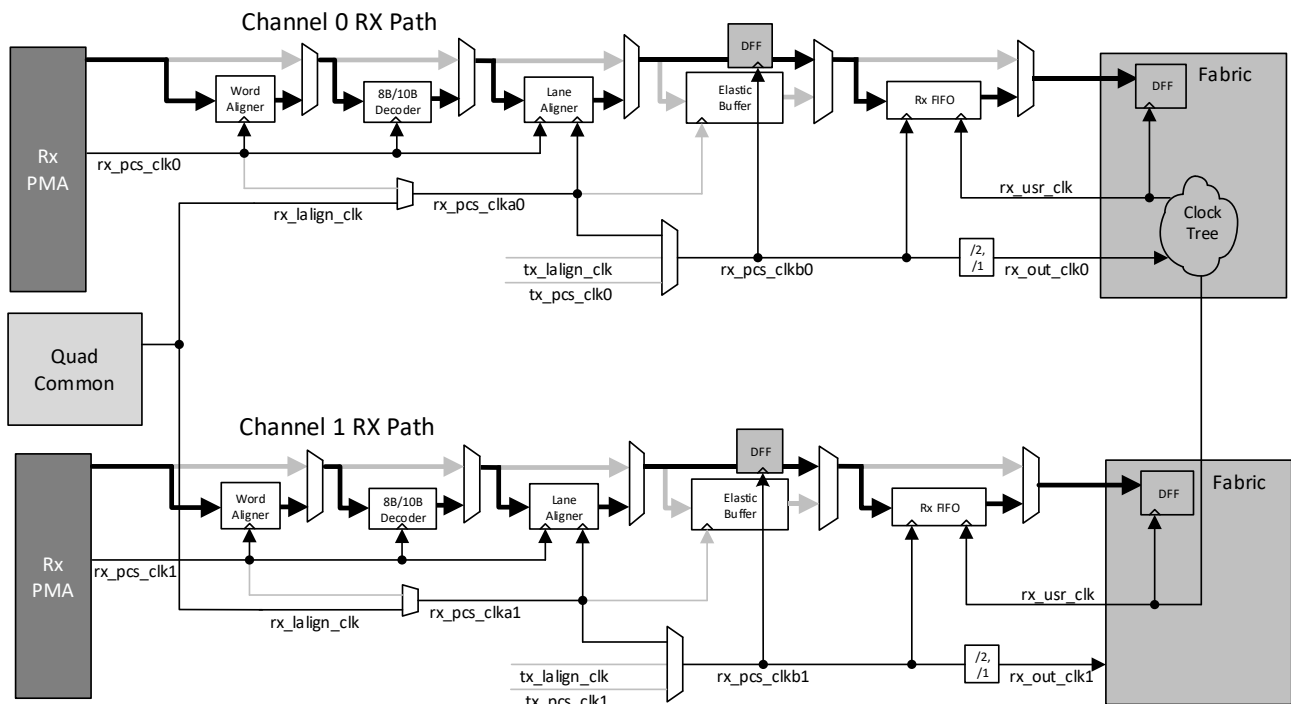 Channel 0 RX Path
Rx
PMA
Word
Aligner
8B/10B
Decoder
Lane
Aligner
DFF
Elastic
Buffer
Rx FIFO
Fabric
DFF
rx_pcs_clk0
rx_lalign_clk
rx_pcs_clka0
rx_usr_clk
Clock
Tree
tx_lalign_clk
tx_pcs_clk0
rx_pcs_clkb0
/2,
/1
rx_out_clk0
Quad
Common
Channel 1 RX Path
Rx
PMA
Word
Aligner
8B/10B
Decoder
Lane
Aligner
DFF
Elastic
Buffer
Rx FIFO
Fabric
DFF
rx_pcs_clk1
rx_lalign_clk
rx_pcs_clka1
rx_usr_clk
tx_lalign_clk
tx_pcs_clk1
rx_pcs_clkb1
/2,
/1
rx_out_clk1